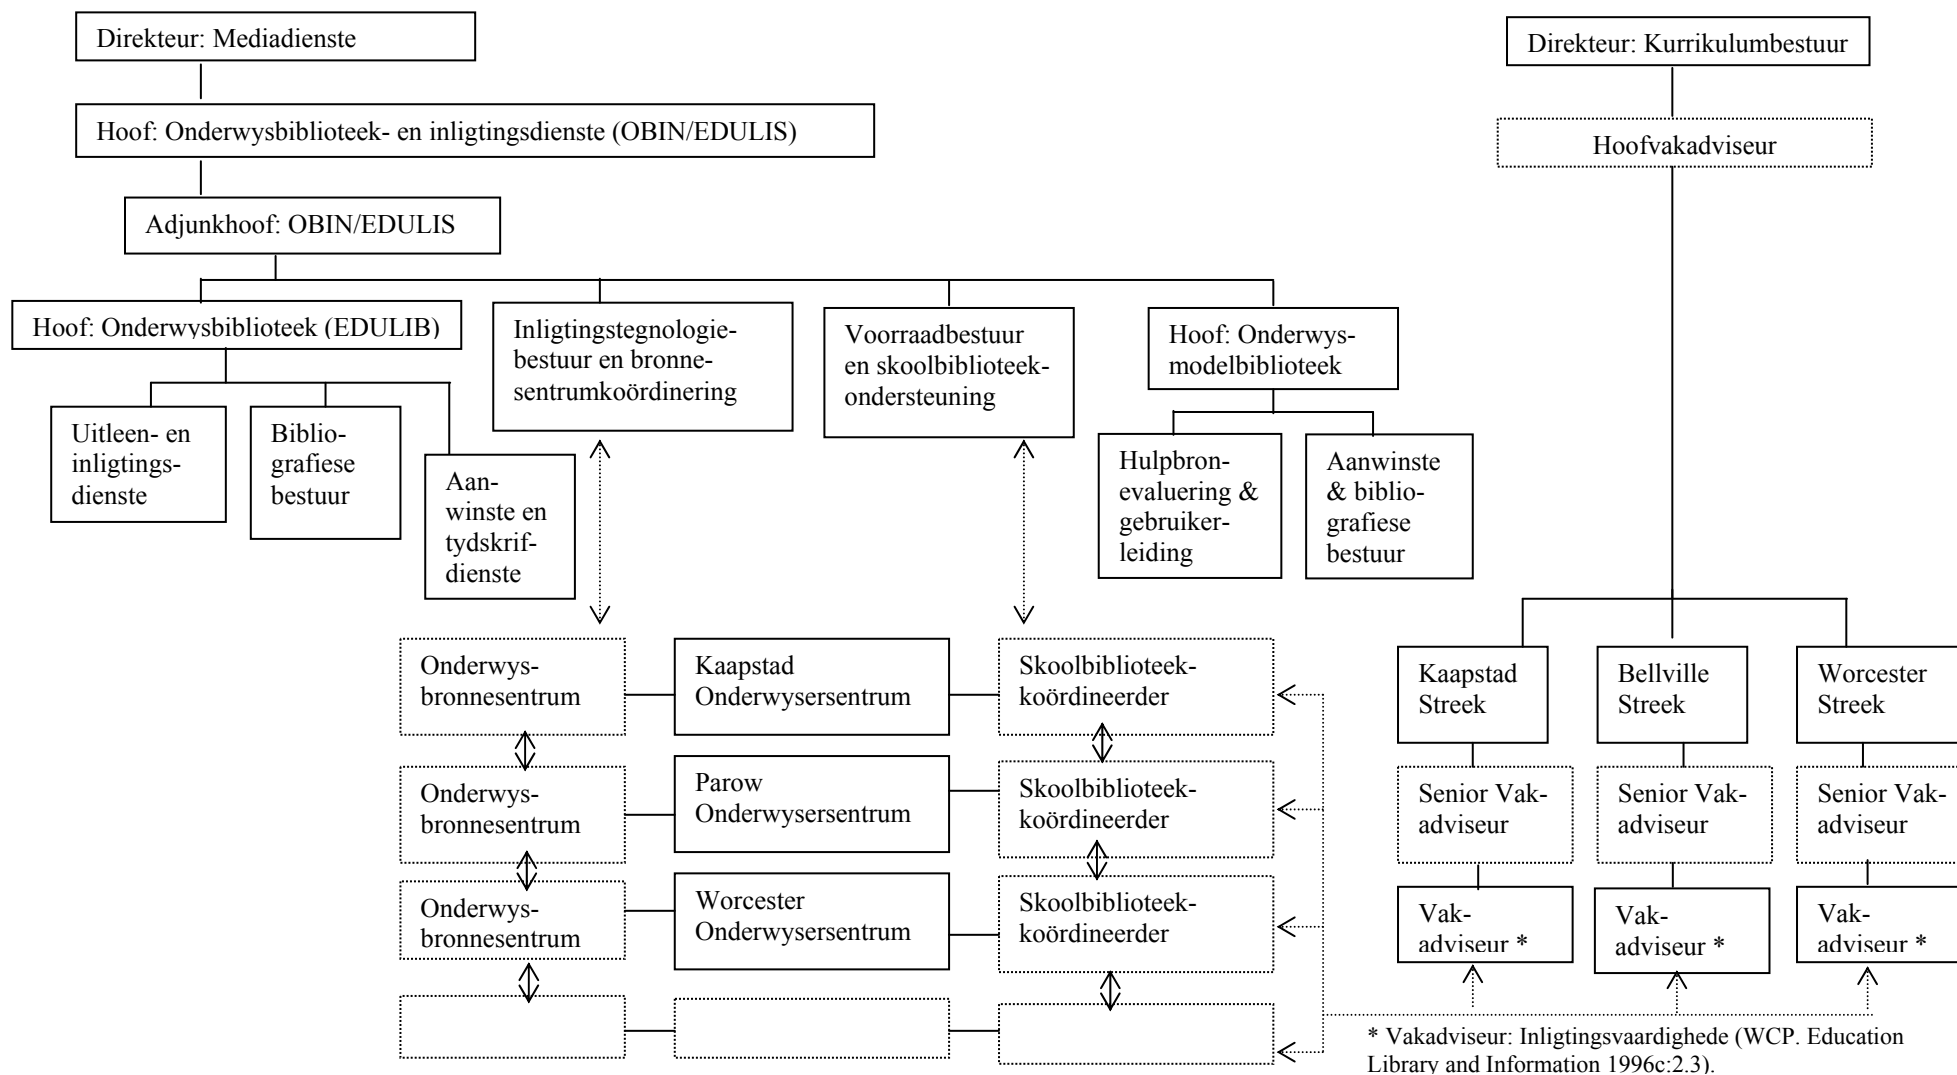 Direkteur: Mediadienste
Hoof: Onderwysbiblioteek- en inligtingsdienste (OBIN/EDULIS)
Adjunkhoof: OBIN/EDULIS
Hoof: Onderwysbiblioteek (EDULIB)
Uitleen- en
inligtings-
dienste
Biblio-
grafiese
bestuur
Aan-
winste en
tydskrif-
dienste
Inligtingstegnologie-
bestuur en bronne-
sentrumkoördinering
Voorraadbestuur
en skoolbiblioteek-
ondersteuning
Hoof: Onderwys-
modelbiblioteek
Hulpbron-
evaluering &
gebruiker-
leiding
Aanwinste
& biblio-
grafiese
bestuur
Onderwys-
bronnesentrum
Kaapstad
Onderwysersentrum
Skoolbiblioteek-
koördineerder
Onderwys-
bronnesentrum
Parow
Onderwysersentrum
Skoolbiblioteek-
koördineerder
Onderwys-
bronnesentrum
Worcester
Onderwysersentrum
Skoolbiblioteek-
koördineerder
Direkteur: Kurrikulumbestuur
Hoofvakadviseur
Kaapstad
Streek
Bellville
Streek
Worcester
Streek
Senior Vak-
adviseur
Senior Vak-
adviseur
Senior Vak-
adviseur
Vak-
adviseur *
Vak-
adviseur *
Vak-
adviseur *
* Vakadviseur: Inligtingsvaardighede (WCP. Education
Library and Information 1996c:2.3).